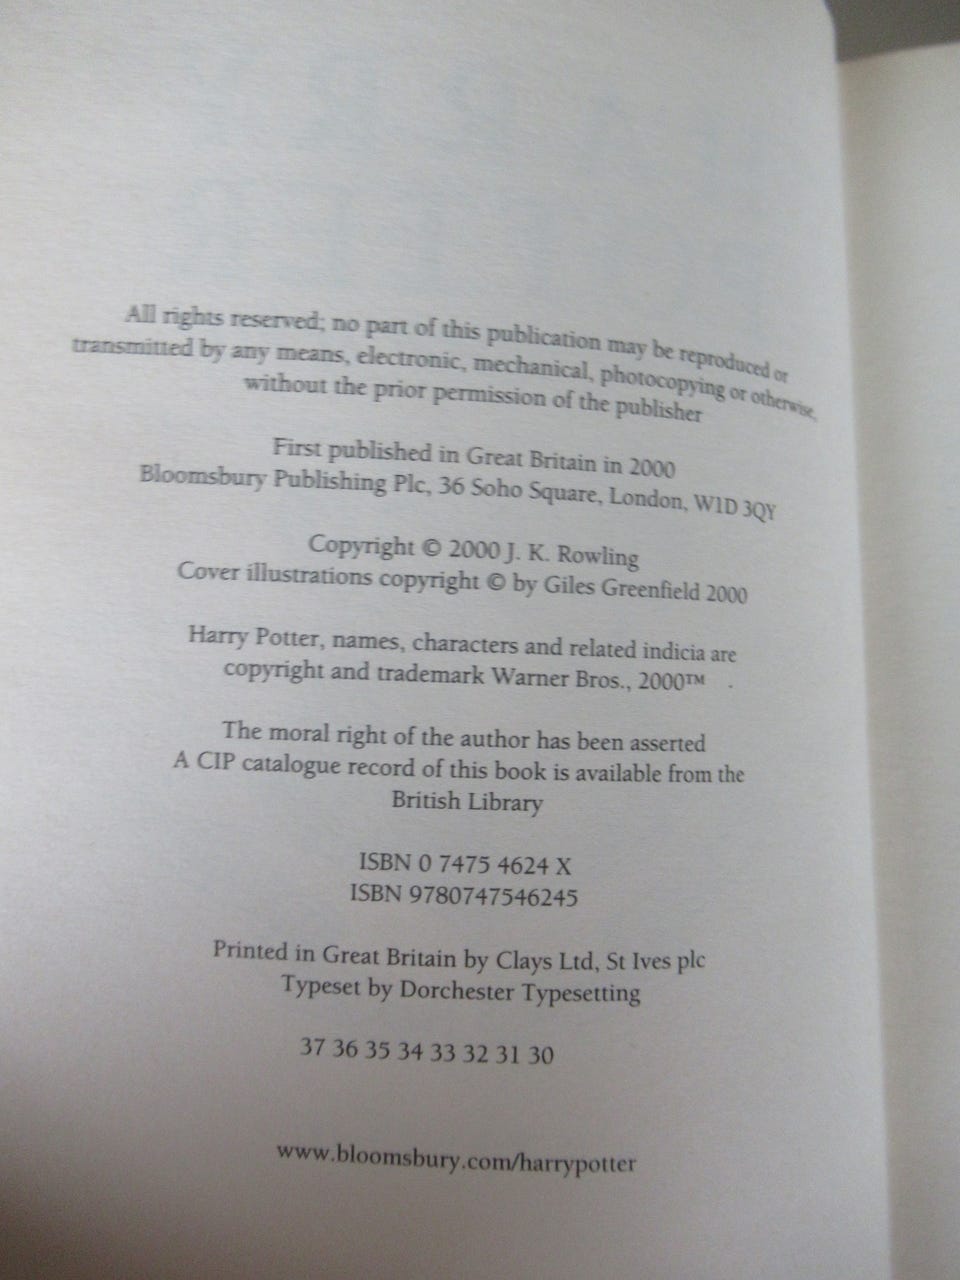 All rights reserved; no part of this publication may be reproduced or
transmitted by any means, electronic, mechanical, photocopying or otherwise,
without the prior permission of the publisher
First published in Great Britain in 2000
Bloomsbury Publishing Plc, 36 Soho Square, London, W1D 3QY
Copyright © 2000 J. K. Rowling
Cover illustrations copyright © by Giles Greenfield 2000
Harry Potter, names, characters and related indicia are
copyright and trademark Warner Bros., 2000™ .
The moral right of the author has been asserted
A CIP catalogue record of this book is available from the
British Library
ISBN 0 7475 4624 X
ISBN 9780747546245
Printed in Great Britain by Clays Ltd, St Ives plc
Typeset by Dorchester Typesetting
37 36 35 34 33 32 31 30
www.bloomsbury.com/harrypotter